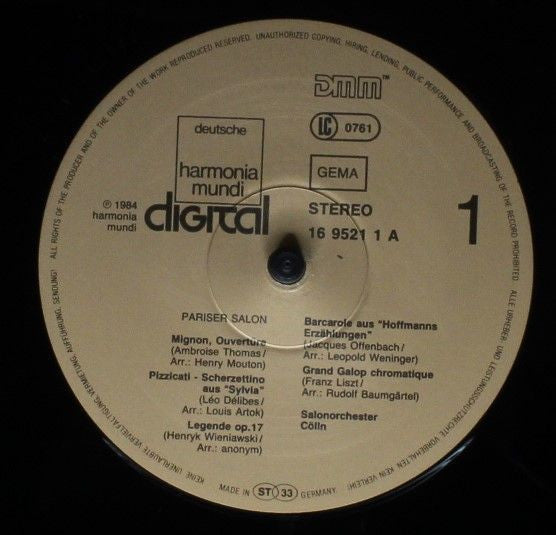 ALL RIGHTS OF THE PRODUCER AND OF THE OWNER OF THE WORK REPRODUCED RESERVED. UNAUTHORIZED COPYING, HIRING, LENDING, PUBLIC PERFORMANCE AND BROADCASTING OF THE RECORD PROHIBITED.
ALLE URHEBER- UND LEISTUNGSSCHUTZRECHTE VORBEHALTEN. KEIN VERLEIH! KEINE UNERLAUBTE VERVIELFÄLTIGUNG, VERMIETUNG, AUFFÜHRUNG, SENDUNG!
DMM™
LC 0761
deutsche
harmonia
mundi
GEMA
℗ 1984
harmonia
mundi
digital
STEREO
16 9521 1 A
1
PARISER SALON
Mignon, Ouverture
(Ambroise Thomas/
Arr.: Henry Mouton)
Pizzicati - Scherzettino
aus "Sylvia"
(Léo Délibes/
Arr.: Louis Artok)
Legende op.17
(Henryk Wieniawski/
Arr.: anonym)
Barcarole aus "Hoffmanns
Erzählungen"
(Jacques Offenbach/
Arr.: Leopold Weninger)
Grand Galop chromatique
(Franz Liszt/
Arr.: Rudolf Baumgärtel)
Salonorchester
Cölln
MADE IN ST 33 GERMANY